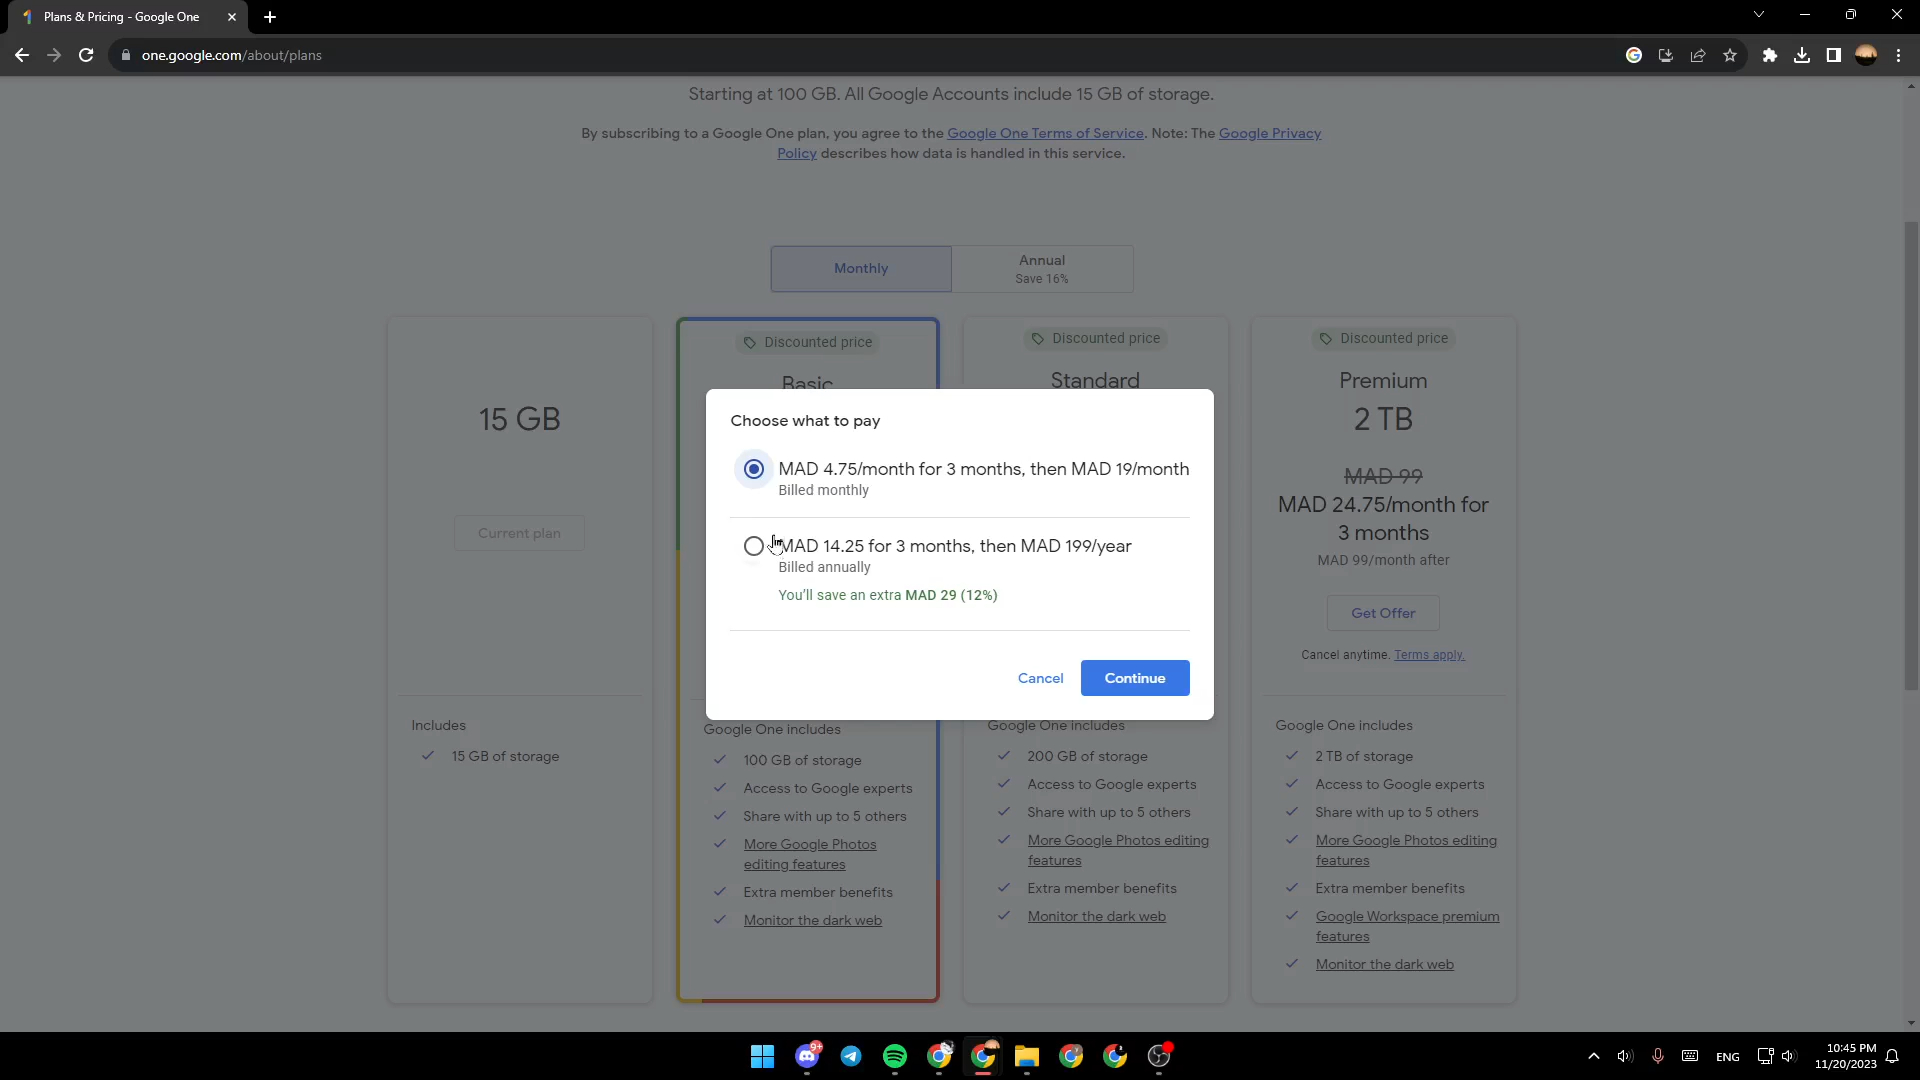 Plans & Pricing - Google One
one.google.com/about/plans
Starting at 100 GB. All Google Accounts include 15 GB of storage.
By subscribing to a Google One plan, you agree to the Google One Terms of Service. Note: The Google Privacy
Policy describes how data is handled in this service.
Monthly
Annual
Save 16%
15 GB
Current plan
Includes
15 GB of storage
Discounted price
Basic
Google One includes
100 GB of storage
Access to Google experts
Share with up to 5 others
More Google Photos
editing features
Extra member benefits
Monitor the dark web
Discounted price
Standard
Google One includes
200 GB of storage
Access to Google experts
Share with up to 5 others
More Google Photos editing
features
Extra member benefits
Monitor the dark web
Discounted price
Premium
2 TB
MAD 99
MAD 24.75/month for
3 months
MAD 99/month after
Get Offer
Cancel anytime. Terms apply.
Google One includes
2 TB of storage
Access to Google experts
Share with up to 5 others
More Google Photos editing
features
Extra member benefits
Google Workspace premium
features
Monitor the dark web
Choose what to pay
MAD 4.75/month for 3 months, then MAD 19/month
Billed monthly
MAD 14.25 for 3 months, then MAD 199/year
Billed annually
You'll save an extra MAD 29 (12%)
Cancel
Continue
9+
ENG
10:45 PM
11/20/2023